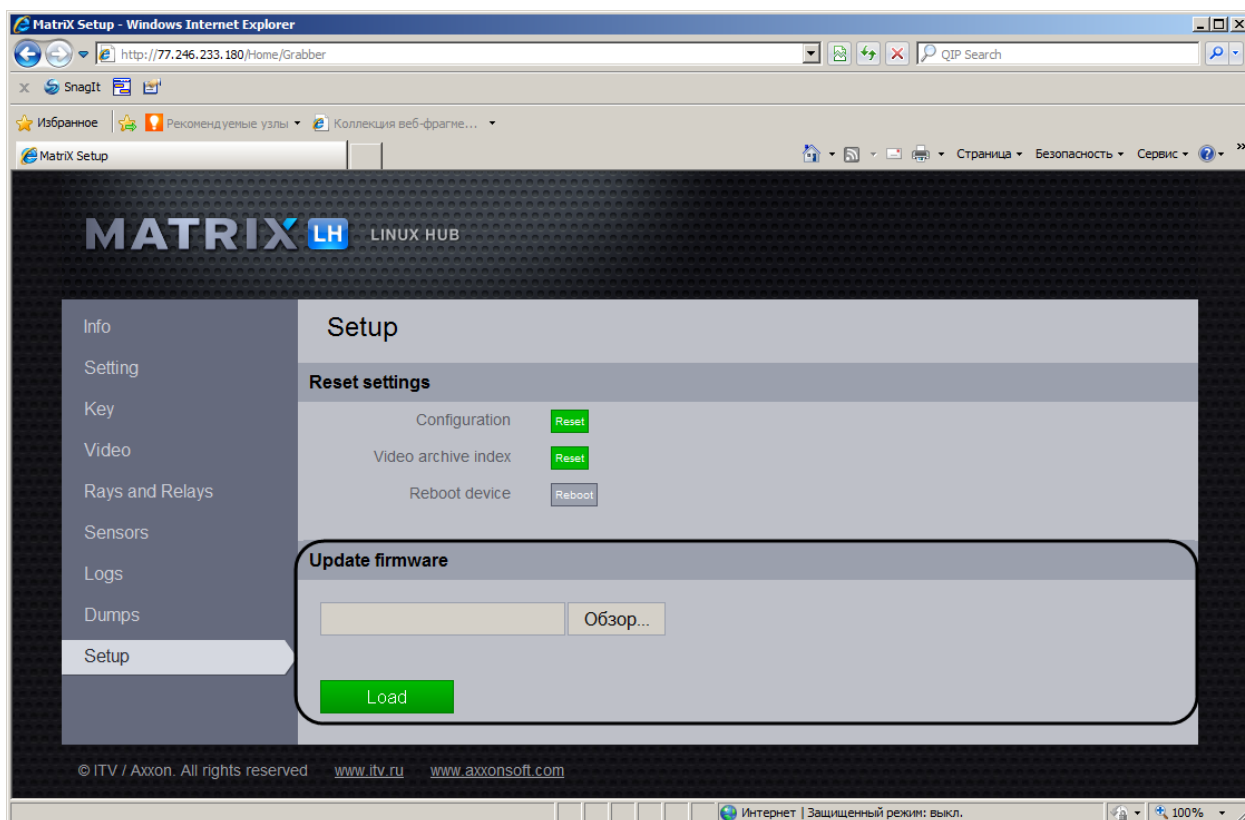 MatriX Setup - Windows Internet Explorer
http://77.246.233.180/Home/Grabber QIP Search
x SnagIt
Избранное Рекомендуемые узлы Коллекция веб-фрагме...
MatriX Setup Страница Безопасность Сервис »
MATRIX LH LINUX HUB
Info
Setting
Key
Video
Rays and Relays
Sensors
Logs
Dumps
Setup
Setup
Reset settings
Configuration Reset
Video archive index Reset
Reboot device Reboot
Update firmware
Обзор...
Load
© ITV / Axxon. All rights reserved www.itv.ru www.axxonsoft.com
Интернет | Защищенный режим: выкл. 100%